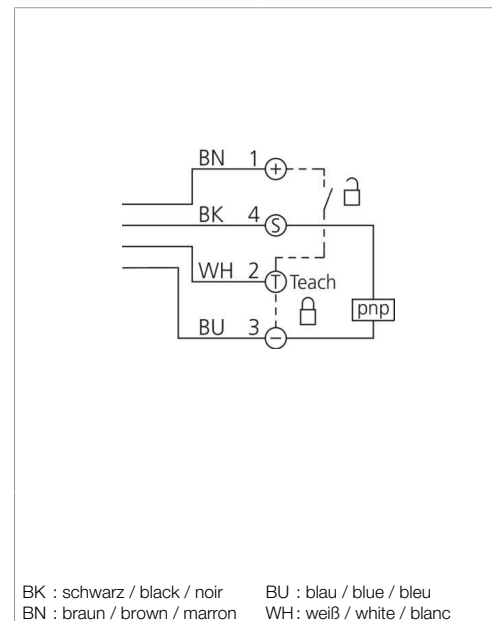 BN 1 +
BK 4 S
WH 2 T Teach
pnp
BU 3 −
BK : schwarz / black / noir BU : blau / blue / bleu
BN : braun / brown / marron WH : weiß / white / blanc